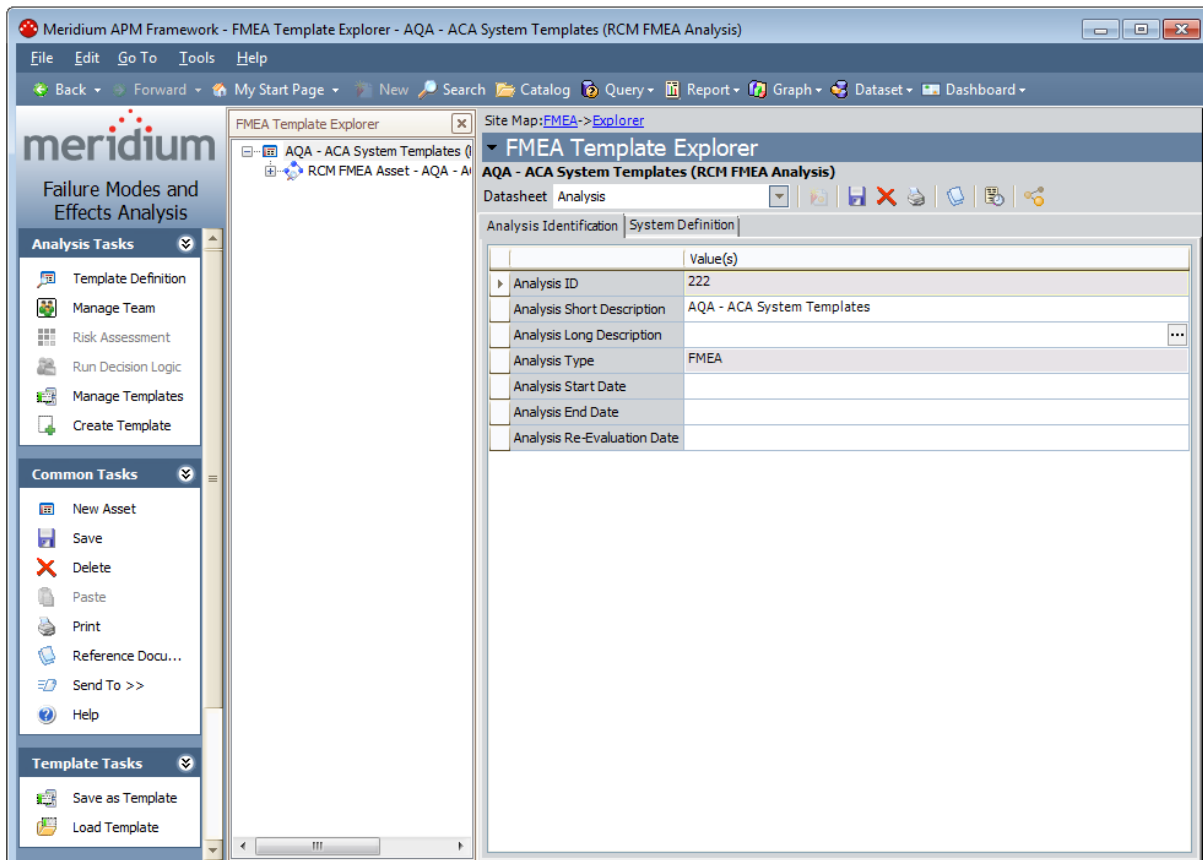 Meridium APM Framework - FMEA Template Explorer - AQA - ACA System Templates (RCM FMEA Analysis)
File Edit Go To Tools Help
Back Forward My Start Page New Search Catalog Query Report Graph Dataset Dashboard
meridium
Failure Modes and
Effects Analysis
Analysis Tasks
Template Definition
Manage Team
Risk Assessment
Run Decision Logic
Manage Templates
Create Template
Common Tasks
New Asset
Save
Delete
Paste
Print
Reference Docu...
Send To >>
Help
Template Tasks
Save as Template
Load Template
FMEA Template Explorer
AQA - ACA System Templates (
RCM FMEA Asset - AQA - A
Site Map:FMEA->Explorer
FMEA Template Explorer
AQA - ACA System Templates (RCM FMEA Analysis)
Datasheet Analysis
Analysis Identification System Definition
Value(s)
Analysis ID 222
Analysis Short Description AQA - ACA System Templates
Analysis Long Description ...
Analysis Type FMEA
Analysis Start Date
Analysis End Date
Analysis Re-Evaluation Date